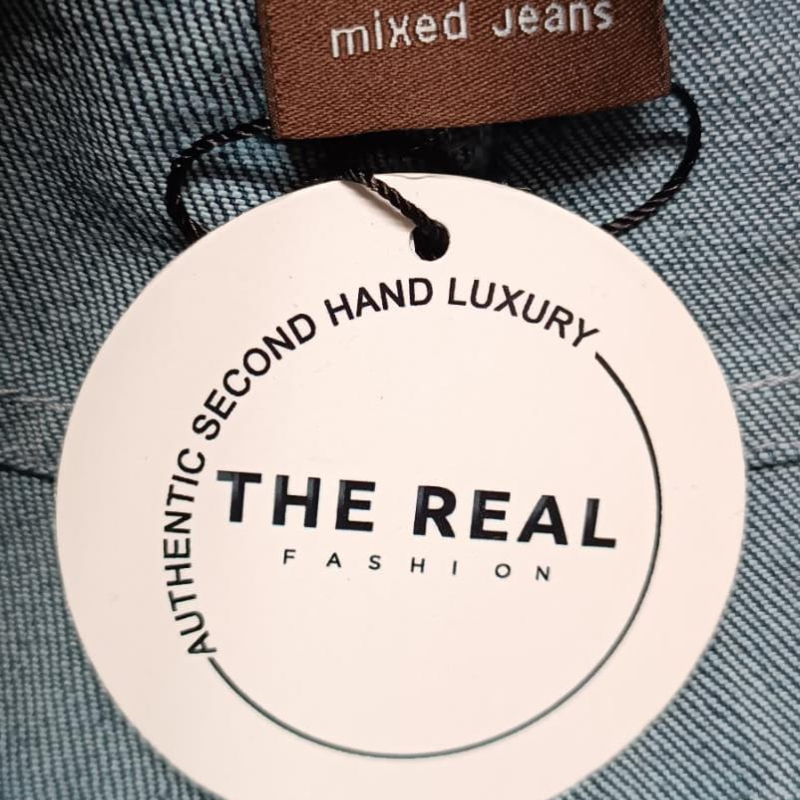 mixed Jeans
AUTHENTIC SECOND HAND LUXURY
THE REAL
FASHION